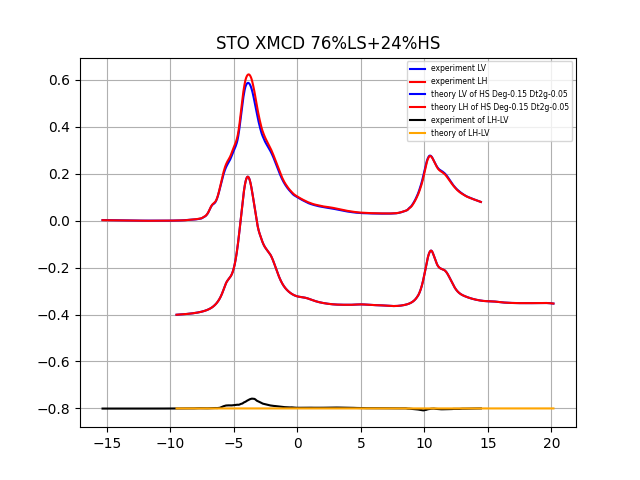 STO XMCD 76%LS+24%HS
experiment LV
experiment LH
theory LV of HS Deg-0.15 Dt2g-0.05
theory LH of HS Deg-0.15 Dt2g-0.05
experiment of LH-LV
theory of LH-LV
0.6
0.4
0.2
0.0
−0.2
−0.4
−0.6
−0.8
−15 −10 −5 0 5 10 15 20